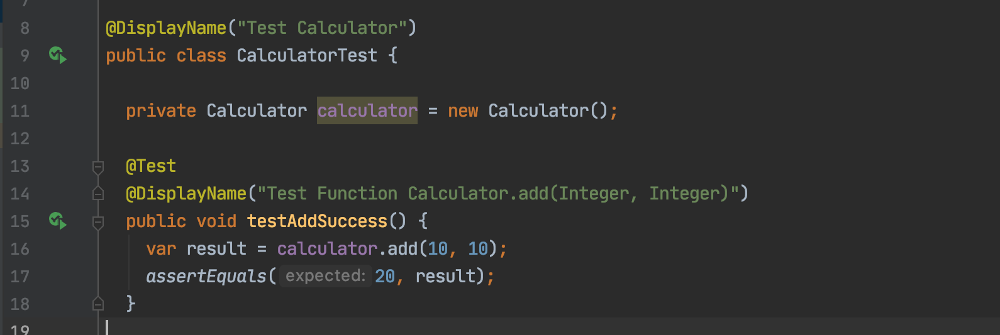 7
8 @DisplayName("Test Calculator")
9 public class CalculatorTest {
10
11 private Calculator calculator = new Calculator();
12
13 @Test
14 @DisplayName("Test Function Calculator.add(Integer, Integer)")
15 public void testAddSuccess() {
16 var result = calculator.add(10, 10);
17 assertEquals( expected: 20, result);
18 }
19